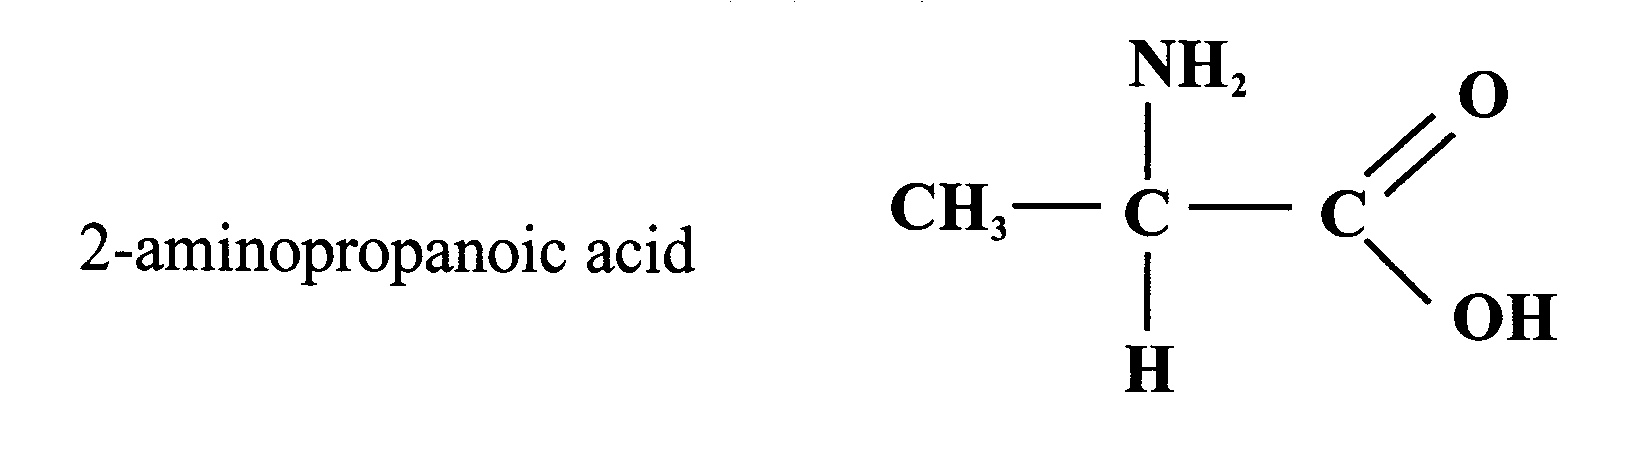 NH₂
O
CH₃ C C
2-aminopropanoic acid
OH
H